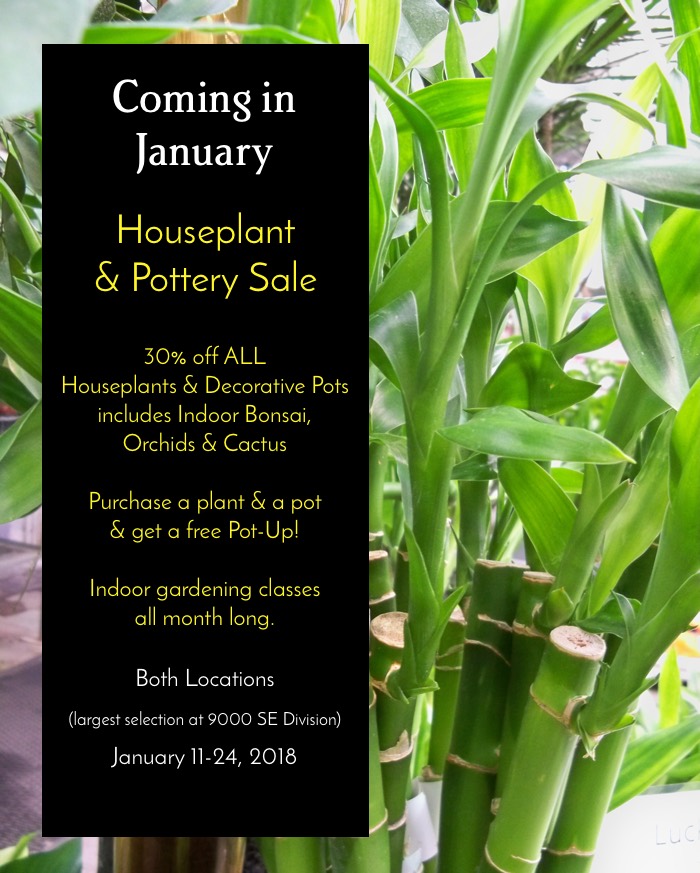 Coming in
January
Houseplant
& Pottery Sale
30% off ALL
Houseplants & Decorative Pots
includes Indoor Bonsai,
Orchids & Cactus
Purchase a plant & a pot
& get a free Pot-Up!
Indoor gardening classes
all month long.
Both Locations
(largest selection at 9000 SE Division)
January 11-24, 2018